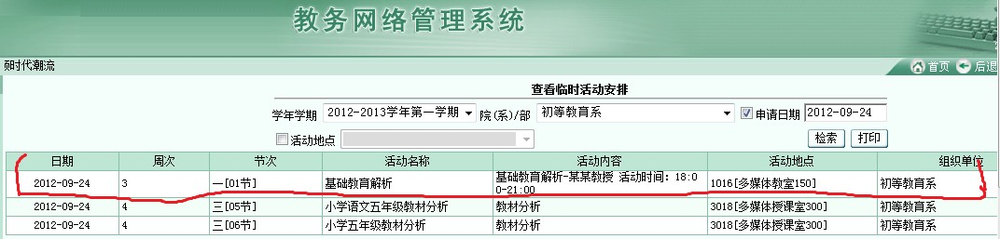 教务网络管理系统
顾时代潮流
首页 后退
查看临时活动安排
学年学期 2012-2013学年第一学期 院(系)/部 初等教育系 申请日期 2012-09-24
活动地点
检索 打印
日期 周次 节次 活动名称 活动内容 活动地点 组织单位
2012-09-24 3 一[01节] 基础教育解析 基础教育解析-某某教授 活动时间: 18:0
0-21:00 1016[多媒体教室150] 初等教育系
2012-09-24 4 三[05节] 小学语文五年级教材分析 教材分析 3018[多媒体授课室300] 初等教育系
2012-09-24 4 三[06节] 小学五年级教材分析 教材分析 3018[多媒体授课室300] 初等教育系